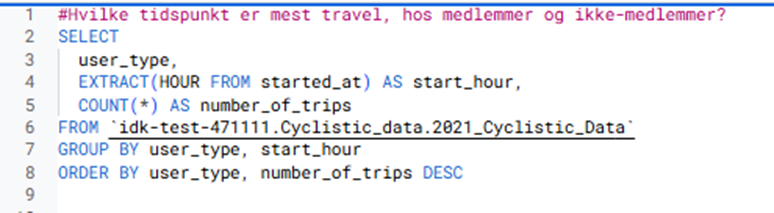 1 #Hvilke tidspunkt er mest travel, hos medlemmer og ikke-medlemmer?
2 SELECT
3 user_type,
4 EXTRACT(HOUR FROM started_at) AS start_hour,
5 COUNT(*) AS number_of_trips
6 FROM `idk-test-471111.Cyclistic_data.2021_Cyclistic_Data`
7 GROUP BY user_type, start_hour
8 ORDER BY user_type, number_of_trips DESC
9